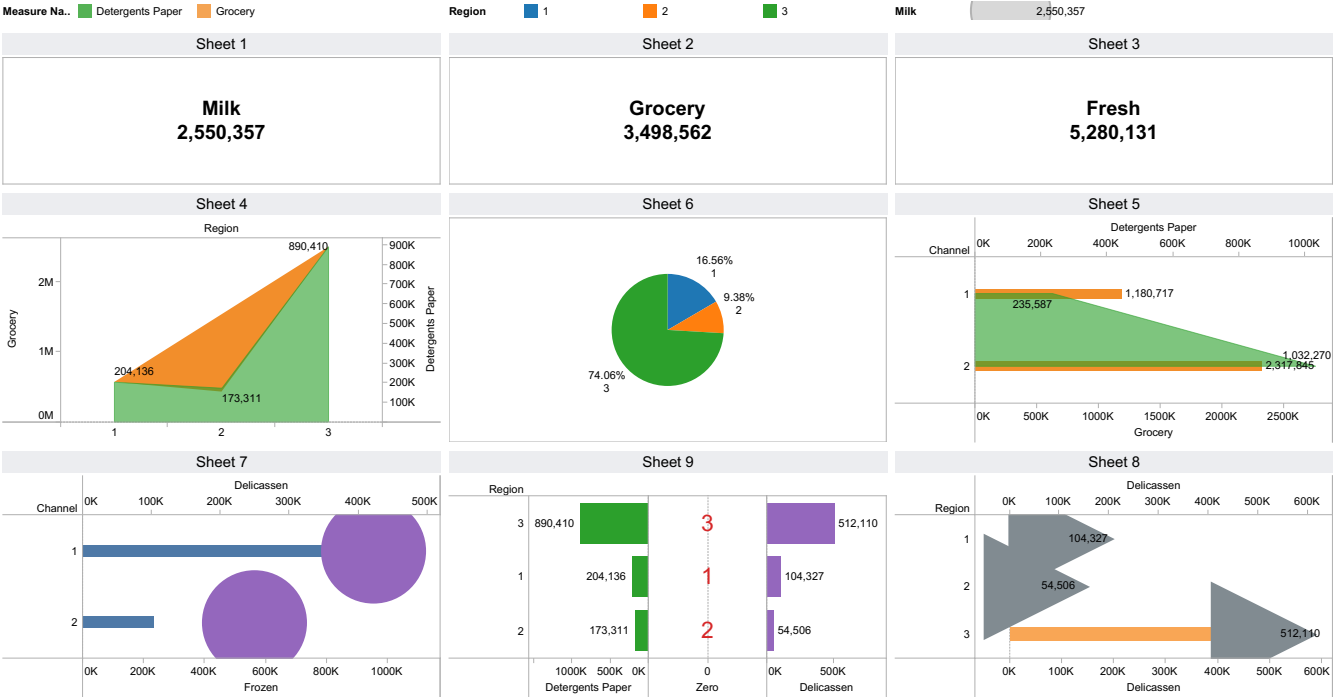 Measure Na.. Detergents Paper Grocery
Region 1 2 3
Milk 2,550,357
Sheet 1
Milk
2,550,357
Sheet 2
Grocery
3,498,562
Sheet 3
Fresh
5,280,131
Sheet 4
Region
890,410
900K
800K
2M
700K
600K
500K
Grocery
Detergents Paper
400K
1M
300K
204,136
200K
173,311
100K
0M
1 2 3
Sheet 6
16.56%
1
9.38%
2
74.06%
3
Sheet 5
Detergents Paper
Channel 0K 200K 400K 600K 800K 1000K
1 1,180,717
235,587
1,032,270
2 2,317,845
0K 500K 1000K 1500K 2000K 2500K
Grocery
Sheet 7
Delicassen
0K 100K 200K 300K 400K 500K
Channel
1
2
0K 200K 400K 600K 800K 1000K
Frozen
Sheet 9
Region
3 890,410 3 512,110
1 204,136 1 104,327
2 173,311 2 54,506
1000K 500K 0K 0 0K 500K
Detergents Paper Zero Delicassen
Sheet 8
Delicassen
0K 100K 200K 300K 400K 500K 600K
Region
1 104,327
2 54,506
3 512,110
0K 100K 200K 300K 400K 500K 600K
Delicassen